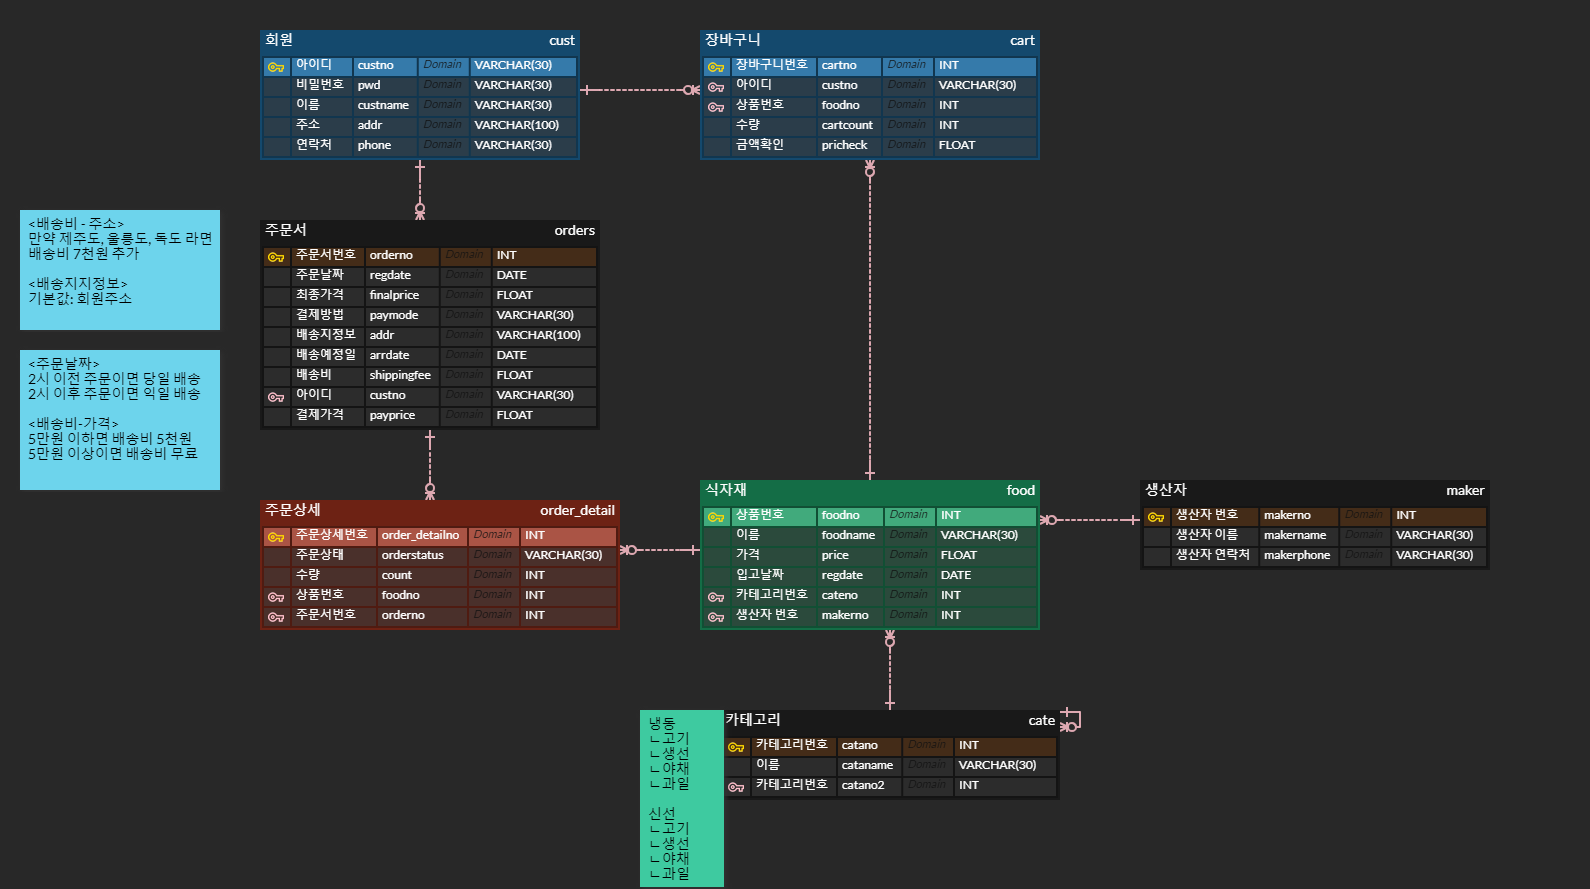 회원 cust
아이디 custno Domain VARCHAR(30)
비밀번호 pwd Domain VARCHAR(30)
이름 custname Domain VARCHAR(30)
주소 addr Domain VARCHAR(100)
연락처 phone Domain VARCHAR(30)
장바구니 cart
장바구니번호 cartno Domain INT
아이디 custno Domain VARCHAR(30)
상품번호 foodno Domain INT
수량 cartcount Domain INT
금액확인 pricheck Domain FLOAT
<배송비 - 주소>
만약 제주도, 울릉도, 독도 라면
배송비 7천원 추가
<배송지지정보>
기본값: 회원주소
<주문날짜>
2시 이전 주문이면 당일 배송
2시 이후 주문이면 익일 배송
<배송비-가격>
5만원 이하면 배송비 5천원
5만원 이상이면 배송비 무료
주문서 orders
주문서번호 orderno Domain INT
주문날짜 regdate Domain DATE
최종가격 finalprice Domain FLOAT
결제방법 paymode Domain VARCHAR(30)
배송지정보 addr Domain VARCHAR(100)
배송예정일 arrdate Domain DATE
배송비 shippingfee Domain FLOAT
아이디 custno Domain VARCHAR(30)
결제가격 payprice Domain FLOAT
주문상세 order_detail
주문상세번호 order_detailno Domain INT
주문상태 orderstatus Domain VARCHAR(30)
수량 count Domain INT
상품번호 foodno Domain INT
주문서번호 orderno Domain INT
식자재 food
상품번호 foodno Domain INT
이름 foodname Domain VARCHAR(30)
가격 price Domain FLOAT
입고날짜 regdate Domain DATE
카테고리번호 cateno Domain INT
생산자 번호 makerno Domain INT
생산자 maker
생산자 번호 makerno Domain INT
생산자 이름 makername Domain VARCHAR(30)
생산자 연락처 makerphone Domain VARCHAR(30)
냉동
ㄴ고기
ㄴ생선
ㄴ야채
ㄴ과일
신선
ㄴ고기
ㄴ생선
ㄴ야채
ㄴ과일
카테고리 cate
카테고리번호 catano Domain INT
이름 cataname Domain VARCHAR(30)
카테고리번호 catano2 Domain INT